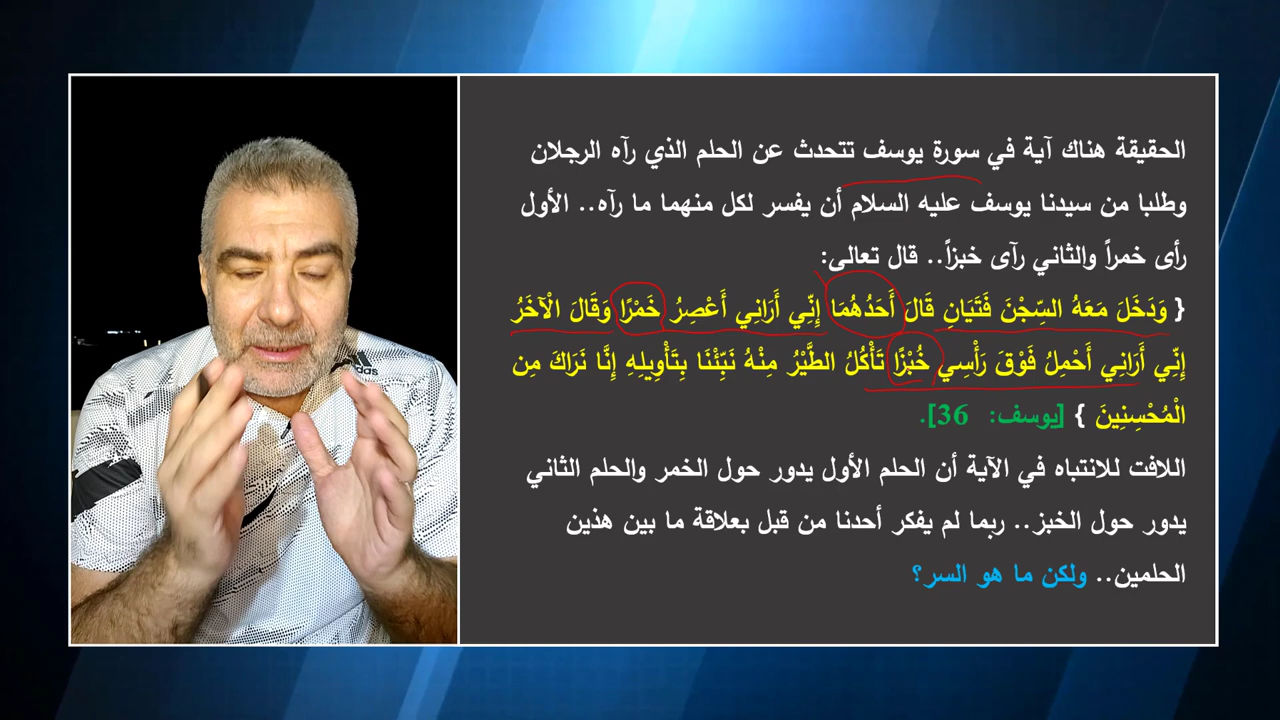 الحقيقة هناك آية في سورة يوسف تتحدث عن الحلم الذي رآه الرجلان
وطلبا من سيدنا يوسف عليه السلام أن يفسر لكل منهما ما رآه.. الأول
رأى خمراً والثاني رآى خبزاً.. قال تعالى:
{ وَدَخَلَ مَعَهُ السِّجْنَ فَتَيَانِ قَالَ أَحَدُهُمَا إِنِّي أَرَانِي أَعْصِرُ خَمْرًا وَقَالَ الْآخَرُ
إِنِّي أَرَانِي أَحْمِلُ فَوْقَ رَأْسِي خُبْزًا تَأْكُلُ الطَّيْرُ مِنْهُ نَبِّئْنَا بِتَأْوِيلِهِ إِنَّا نَرَاكَ مِن
الْمُحْسِنِينَ } [يوسف: 36].
اللافت للانتباه في الآية أن الحلم الأول يدور حول الخمر والحلم الثاني
يدور حول الخبز.. ربما لم يفكر أحدنا من قبل بعلاقة ما بين هذين
الحلمين.. ولكن ما هو السر؟
adidas